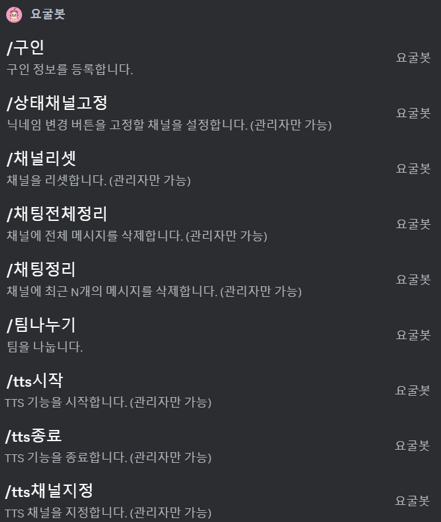 요굴봇
/구인
구인 정보를 등록합니다.
요굴봇
/상태채널고정
닉네임 변경 버튼을 고정할 채널을 설정합니다. (관리자만 가능)
요굴봇
/채널리셋
채널을 리셋합니다. (관리자만 가능)
요굴봇
/채팅전체정리
채널에 전체 메시지를 삭제합니다. (관리자만 가능)
요굴봇
/채팅정리
채널에 최근 N개의 메시지를 삭제합니다. (관리자만 가능)
요굴봇
/팀나누기
팀을 나눕니다.
요굴봇
/tts시작
TTS 기능을 시작합니다. (관리자만 가능)
요굴봇
/tts종료
TTS 기능을 종료합니다. (관리자만 가능)
요굴봇
/tts채널지정
TTS 채널을 지정합니다. (관리자만 가능)
요굴봇